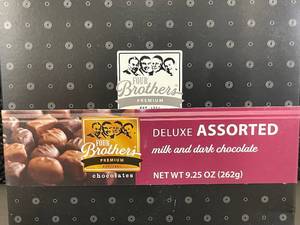 FOUR
Brothers
PREMIUM
FOUR
Brothers
PREMIUM
chocolates
DELUXE ASSORTED
milk and dark chocolate
NET WT 9.25 OZ (262g)